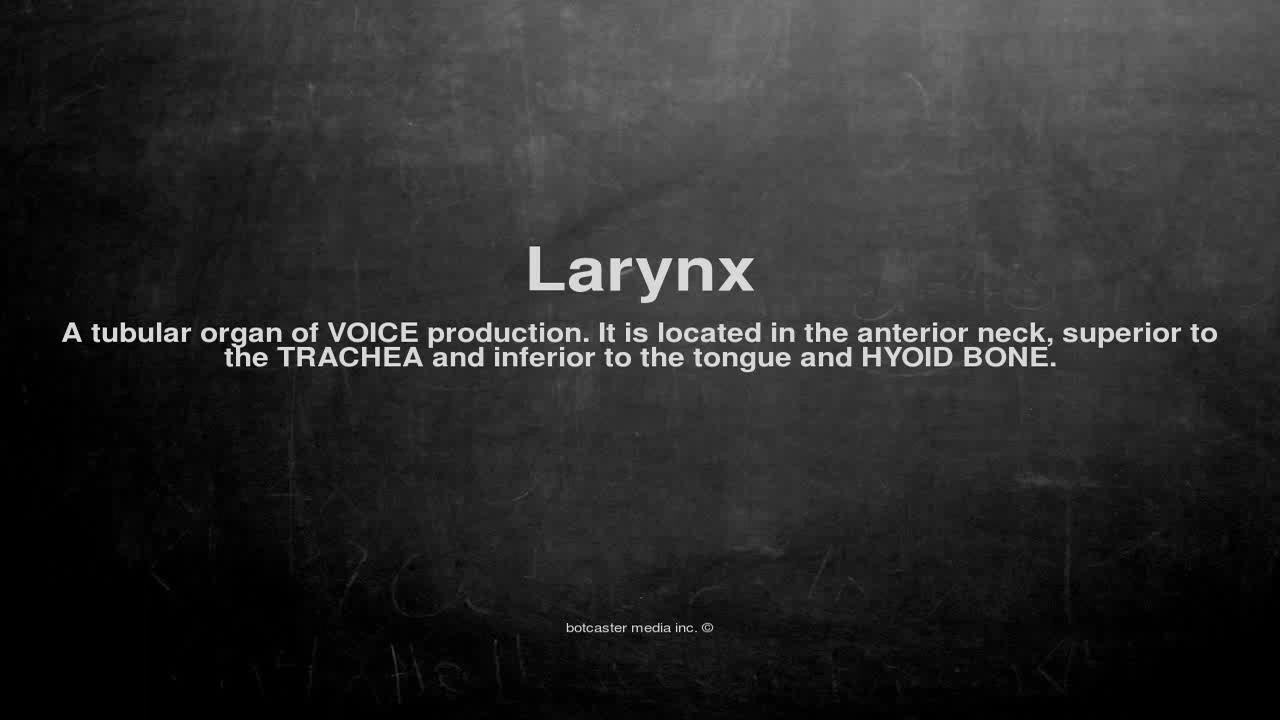 Larynx
A tubular organ of VOICE production. It is located in the anterior neck, superior to
the TRACHEA and inferior to the tongue and HYOID BONE.
botcaster media inc. ©